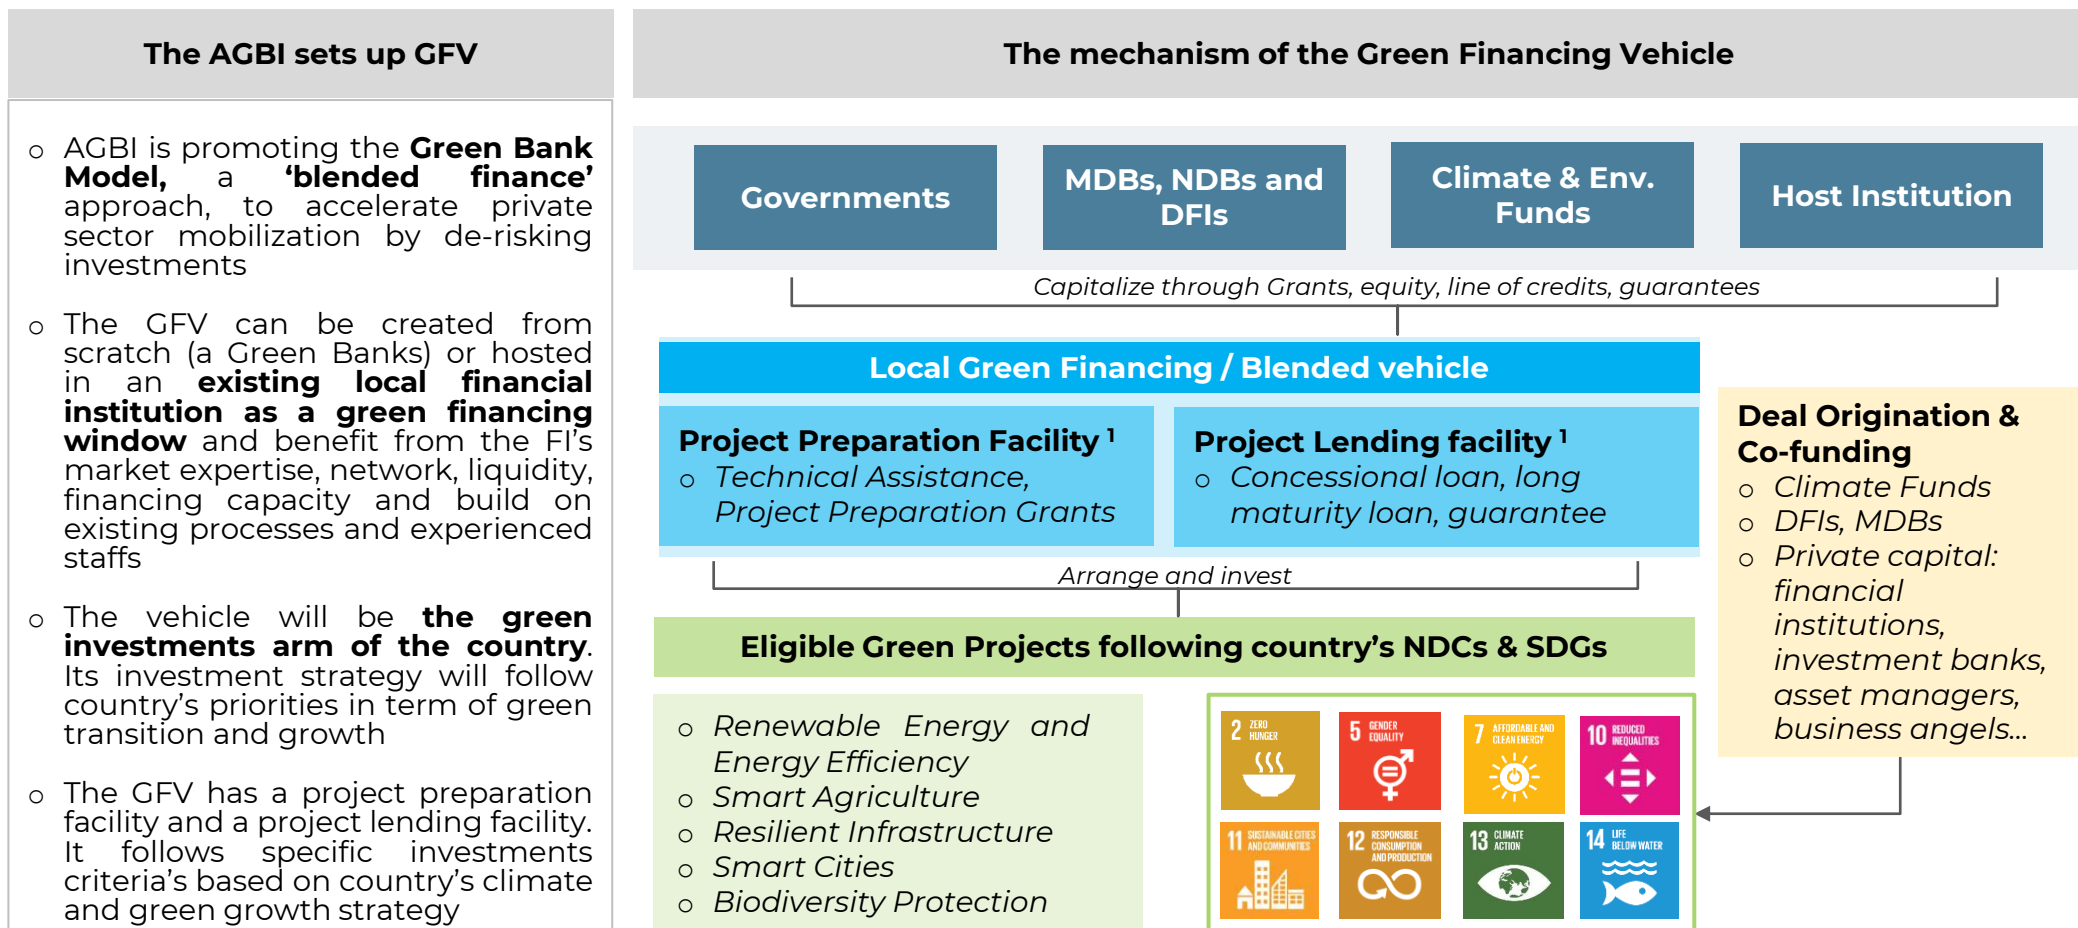 The AGBI sets up GFV
o AGBI is promoting the Green Bank
Model, a ‘blended finance’
approach, to accelerate private
sector mobilization by de-risking
investments
o The GFV can be created from
scratch (a Green Banks) or hosted
in an existing local financial
institution as a green financing
window and benefit from the FI’s
market expertise, network, liquidity,
financing capacity and build on
existing processes and experienced
staffs
o The vehicle will be the green
investments arm of the country.
Its investment strategy will follow
country’s priorities in term of green
transition and growth
o The GFV has a project preparation
facility and a project lending facility.
It follows specific investments
criteria’s based on country’s climate
and green growth strategy
The mechanism of the Green Financing Vehicle
Governments
MDBs, NDBs and
DFIs
Climate & Env.
Funds
Host Institution
Capitalize through Grants, equity, line of credits, guarantees
Local Green Financing / Blended vehicle
Project Preparation Facility 1
o Technical Assistance,
Project Preparation Grants
Project Lending facility 1
o Concessional loan, long
maturity loan, guarantee
Arrange and invest
Deal Origination &
Co-funding
o Climate Funds
o DFIs, MDBs
o Private capital:
financial
institutions,
investment banks,
asset managers,
business angels...
Eligible Green Projects following country’s NDCs & SDGs
o Renewable Energy and
Energy Efficiency
o Smart Agriculture
o Resilient Infrastructure
o Smart Cities
o Biodiversity Protection
2 ZERO
HUNGER
5 GENDER
EQUALITY
7 AFFORDABLE AND
CLEAN ENERGY
10 REDUCED
INEQUALITIES
11 SUSTAINABLE CITIES
AND COMMUNITIES
12 RESPONSIBLE
CONSUMPTION
AND PRODUCTION
13 CLIMATE
ACTION
14 LIFE
BELOW WATER